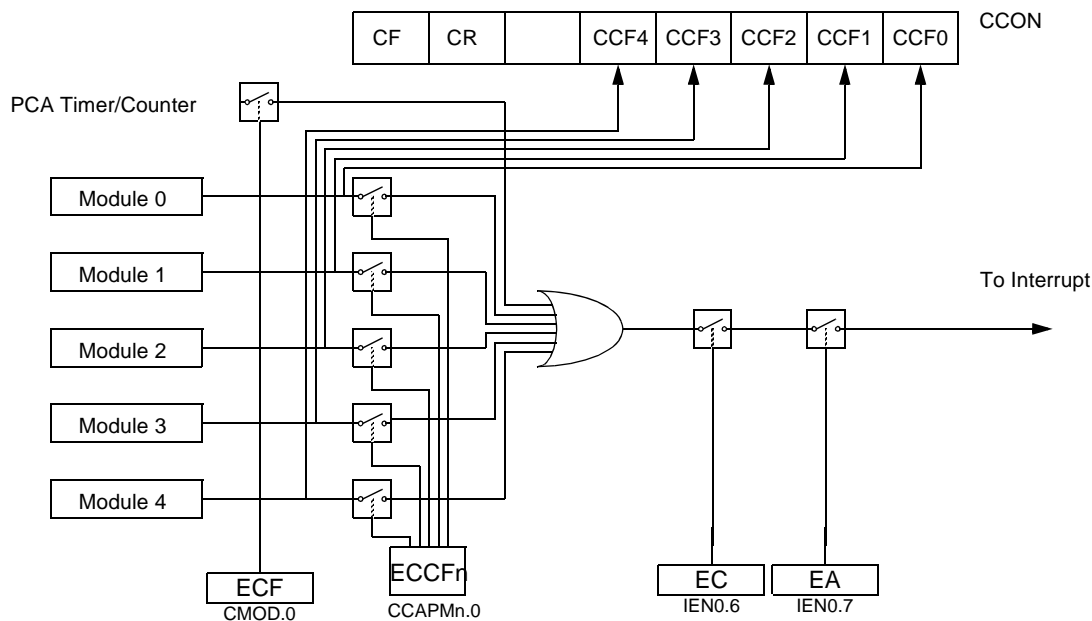 CF CR CCF4 CCF3 CCF2 CCF1 CCF0 CCON
PCA Timer/Counter
Module 0
Module 1
To Interrupt
Module 2
Module 3
Module 4
ECF
CMOD.0
ECCFn
CCAPMn.0
EC
IEN0.6
EA
IEN0.7